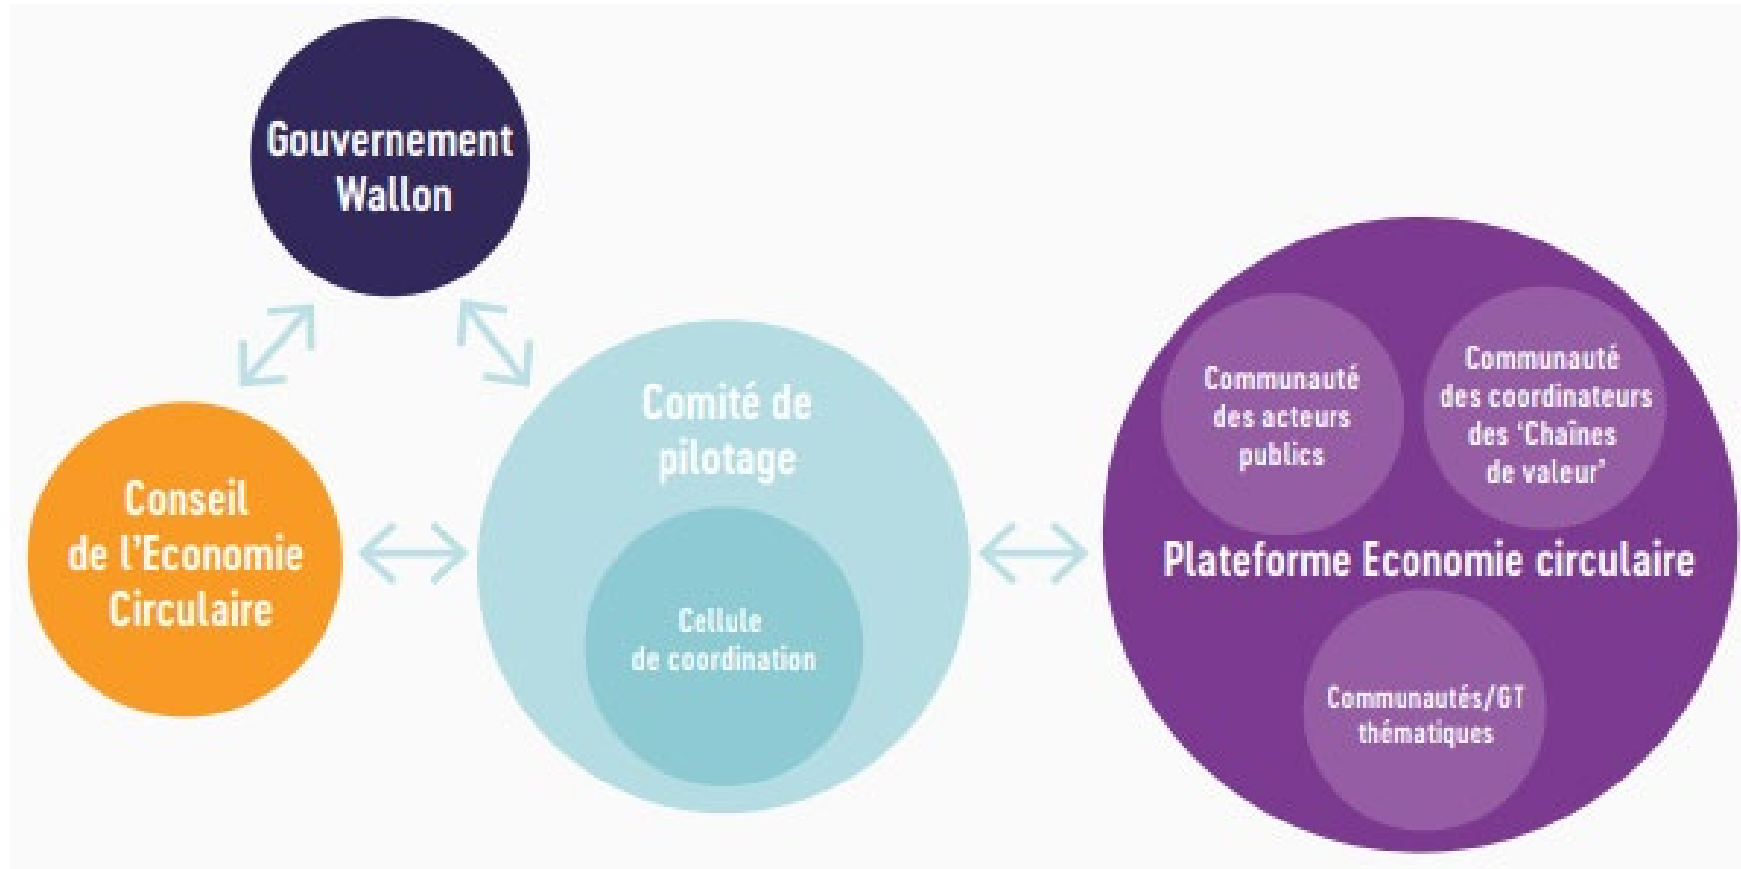 Gouvernement
Wallon
Conseil
de l'Economie
Circulaire
Comité de
pilotage
Cellule
de coordination
Communauté
des acteurs
publics
Communauté
des coordinateurs
des ‘Chaînes
de valeur’
Plateforme Economie circulaire
Communautés/GT
thématiques